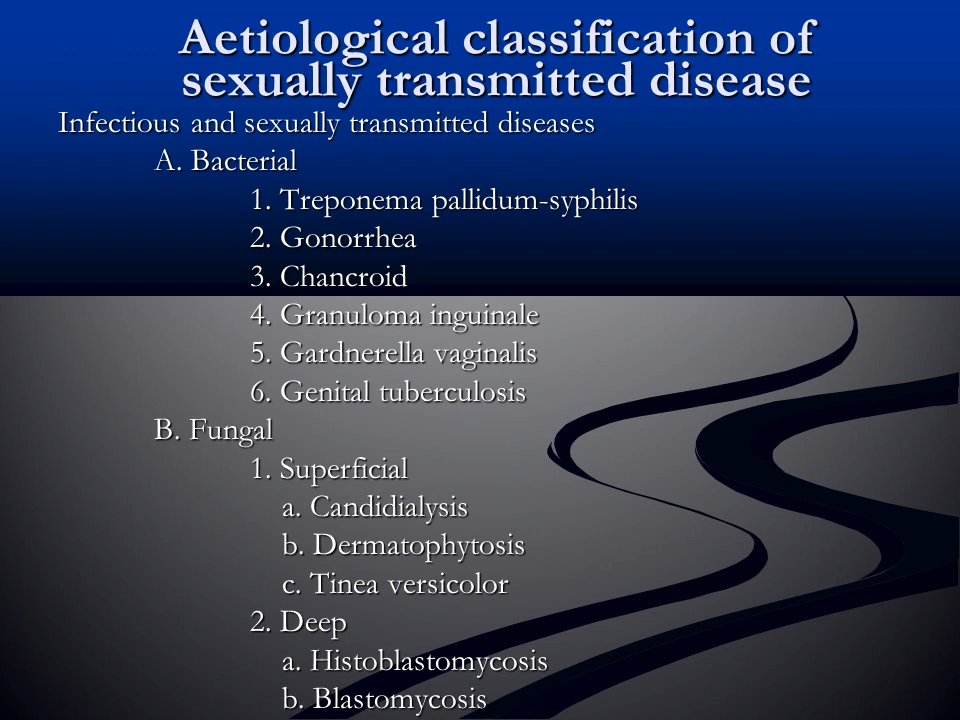 Aetiological classification of
sexually transmitted disease
Infectious and sexually transmitted diseases
A. Bacterial
1. Treponema pallidum-syphilis
2. Gonorrhea
3. Chancroid
4. Granuloma inguinale
5. Gardnerella vaginalis
6. Genital tuberculosis
B. Fungal
1. Superficial
a. Candidialysis
b. Dermatophytosis
c. Tinea versicolor
2. Deep
a. Histoblastomycosis
b. Blastomycosis